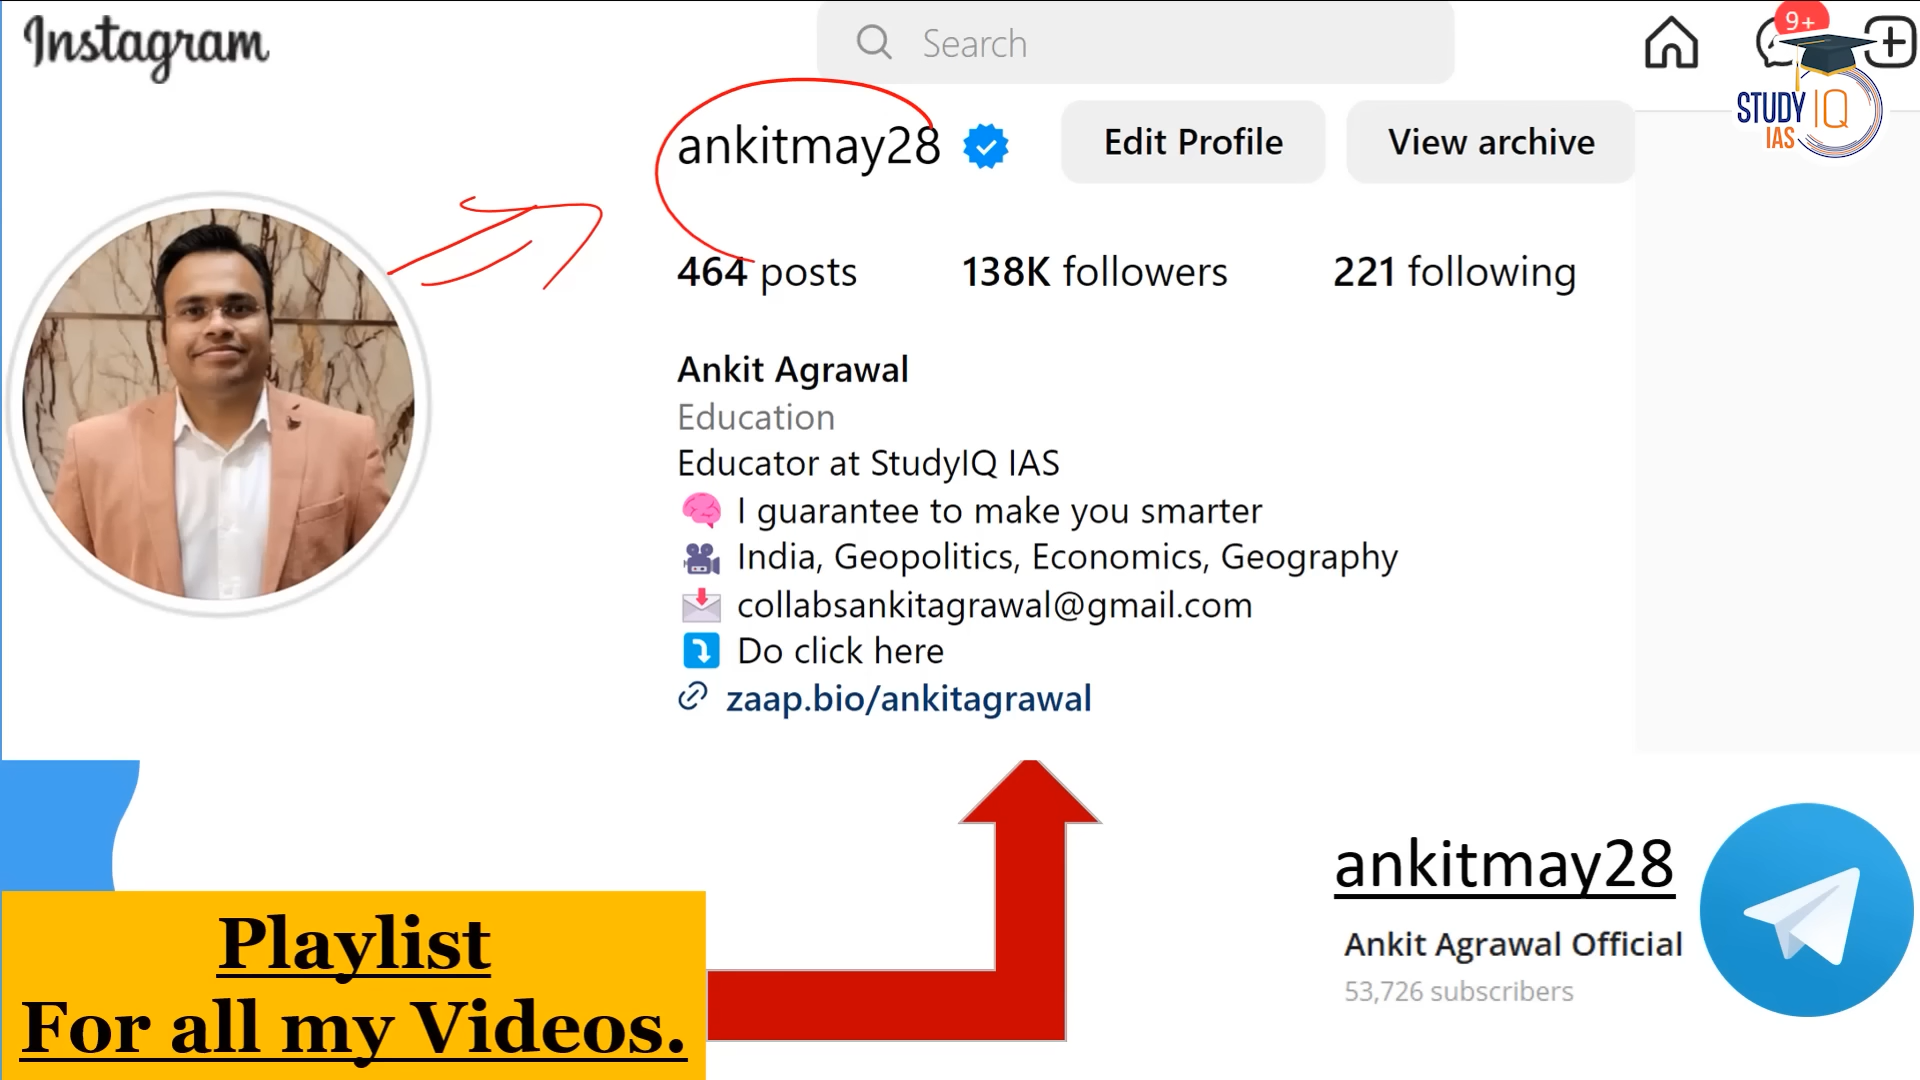 Instagram
Search
9+
STUDY IQ
IAS
ankitmay28
Edit Profile
View archive
464 posts
138K followers
221 following
Ankit Agrawal
Education
Educator at StudyIQ IAS
I guarantee to make you smarter
India, Geopolitics, Economics, Geography
collabsankitagrawal@gmail.com
Do click here
zaap.bio/ankitagrawal
ankitmay28
Ankit Agrawal Official
53,726 subscribers
Playlist
For all my Videos.